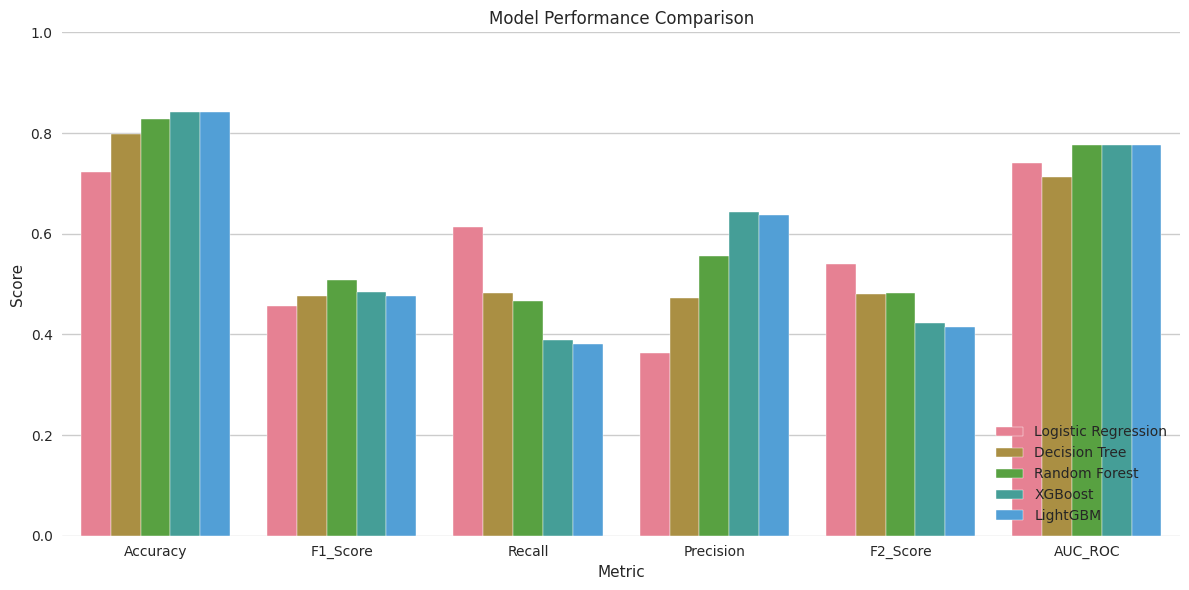 Model Performance Comparison
Score
1.0
0.8
0.6
0.4
0.2
0.0
Accuracy
F1_Score
Recall
Precision
F2_Score
AUC_ROC
Metric
Logistic Regression
Decision Tree
Random Forest
XGBoost
LightGBM